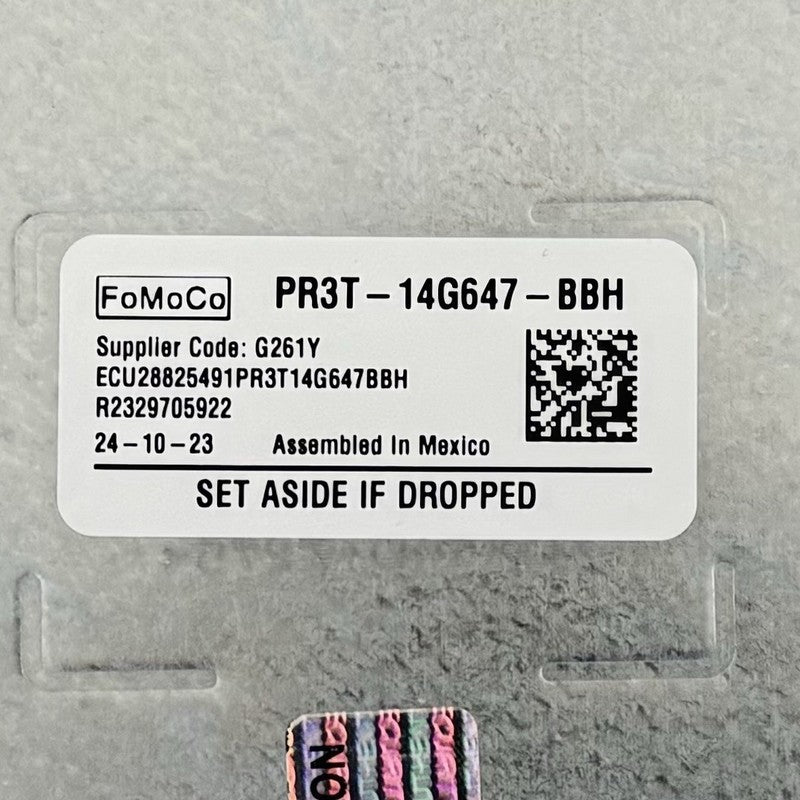 FoMoCo PR3T-14G647-BBH
Supplier Code: G261Y
ECU28825491PR3T14G647BBH
R2329705922
24-10-23 Assembled In Mexico
SET ASIDE IF DROPPED